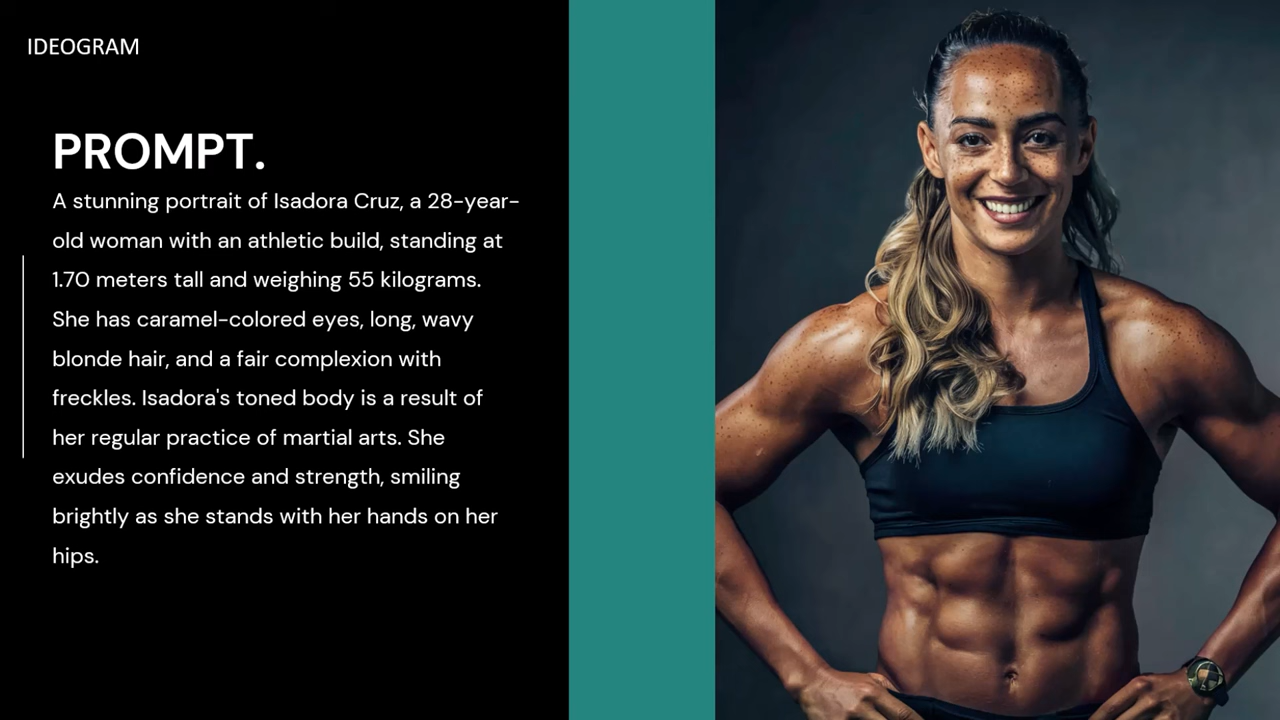 IDEOGRAM
PROMPT.
A stunning portrait of Isadora Cruz, a 28-year-
old woman with an athletic build, standing at
1.70 meters tall and weighing 55 kilograms.
She has caramel-colored eyes, long, wavy
blonde hair, and a fair complexion with
freckles. Isadora's toned body is a result of
her regular practice of martial arts. She
exudes confidence and strength, smiling
brightly as she stands with her hands on her
hips.